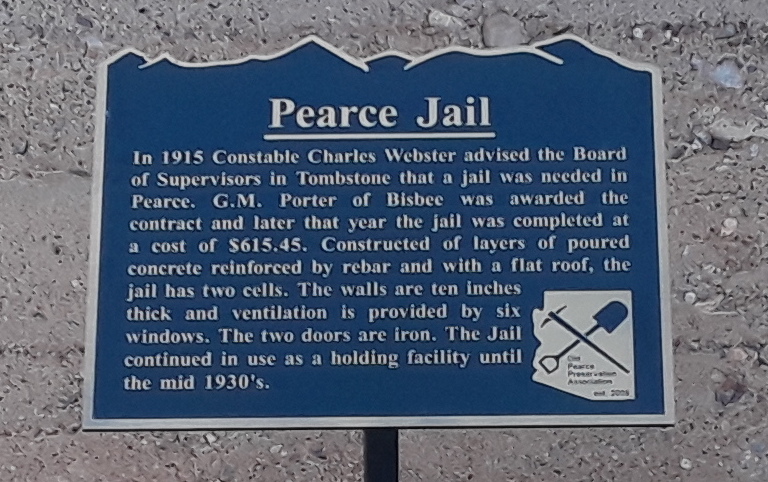 Pearce Jail
In 1915 Constable Charles Webster advised the Board
of Supervisors in Tombstone that a jail was needed in
Pearce. G.M. Porter of Bisbee was awarded the
contract and later that year the jail was completed at
a cost of $615.45. Constructed of layers of poured
concrete reinforced by rebar and with a flat roof, the
jail has two cells. The walls are ten inches
thick and ventilation is provided by six
windows. The two doors are iron. The Jail
continued in use as a holding facility until
the mid 1930's.
Old
Pearce
Preservation
Association
est.